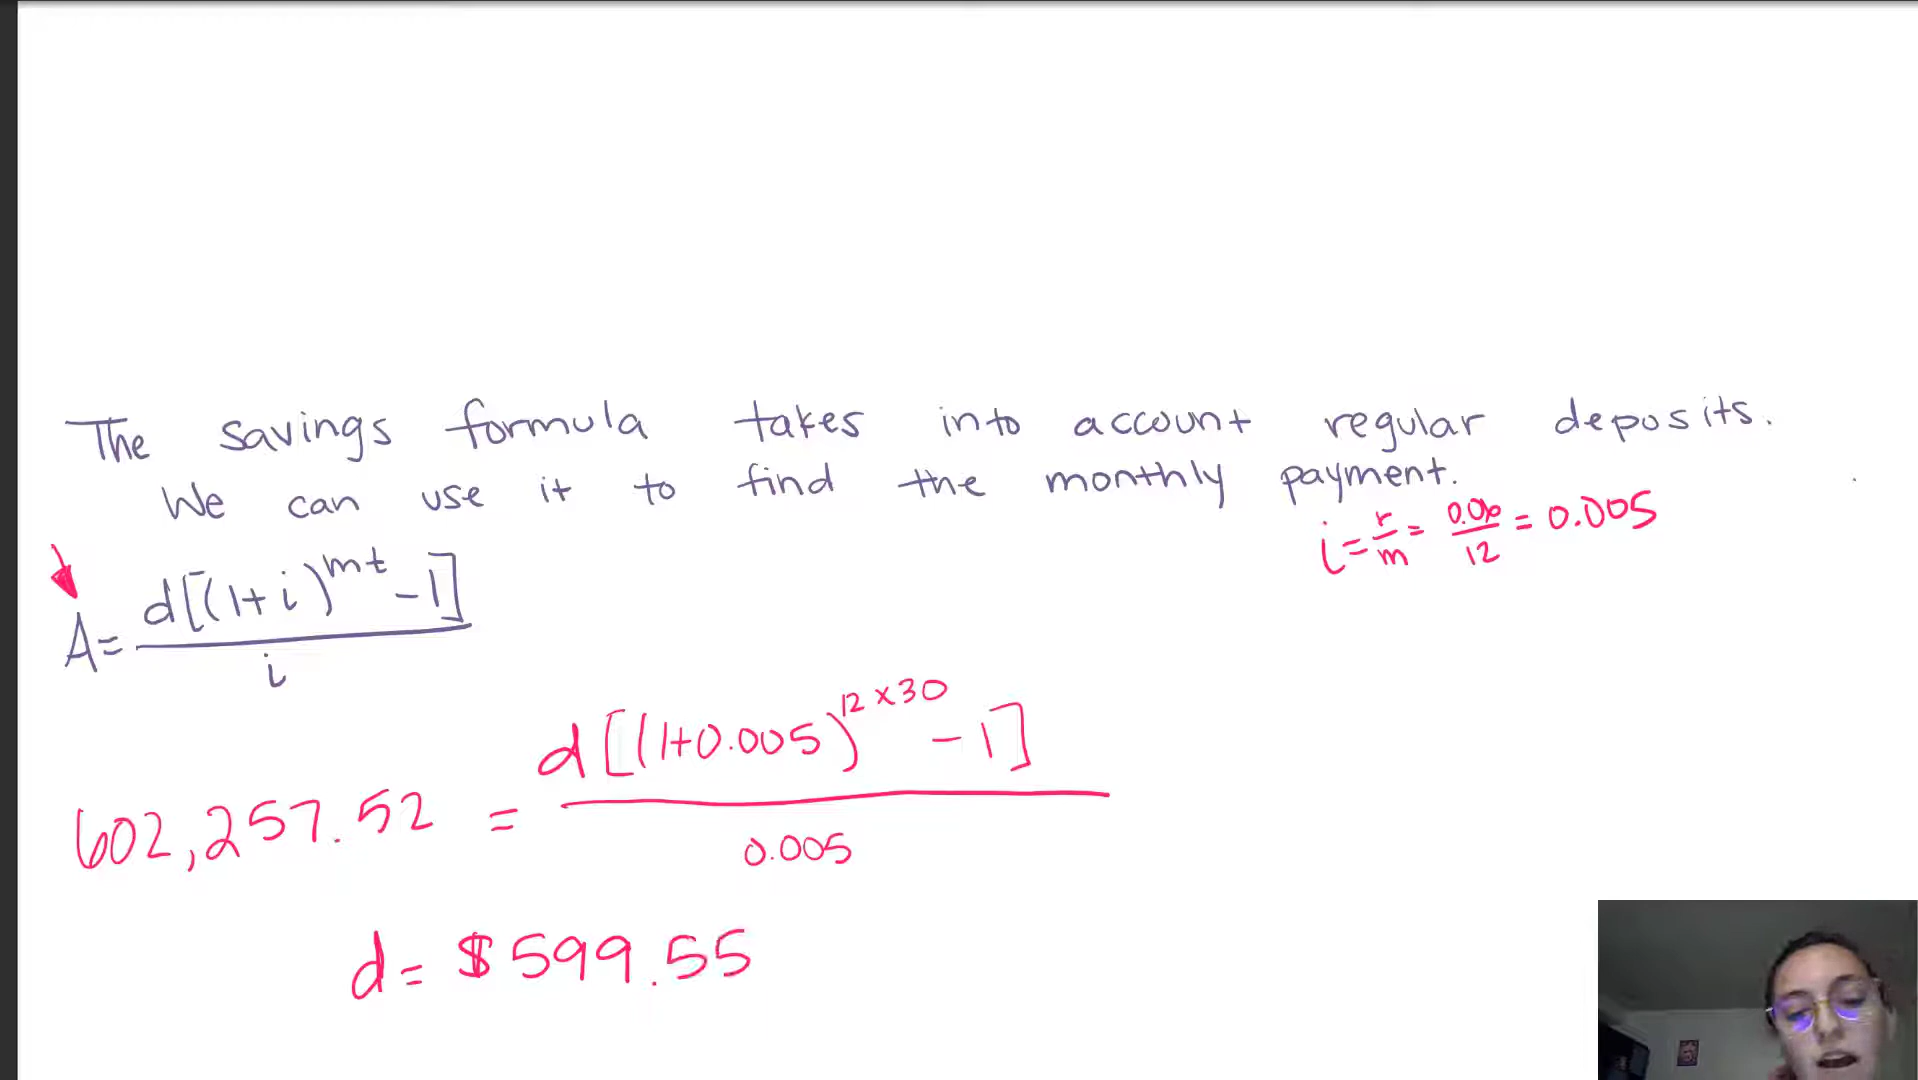 The savings formula takes into account regular deposits.
We can use it to find the monthly payment.
i = r/m = 0.06/12 = 0.005
A = d[(1+i)^mt - 1] / i
602,257.52 = d[(1+0.005)^12×30 - 1] / 0.005
d = $599.55